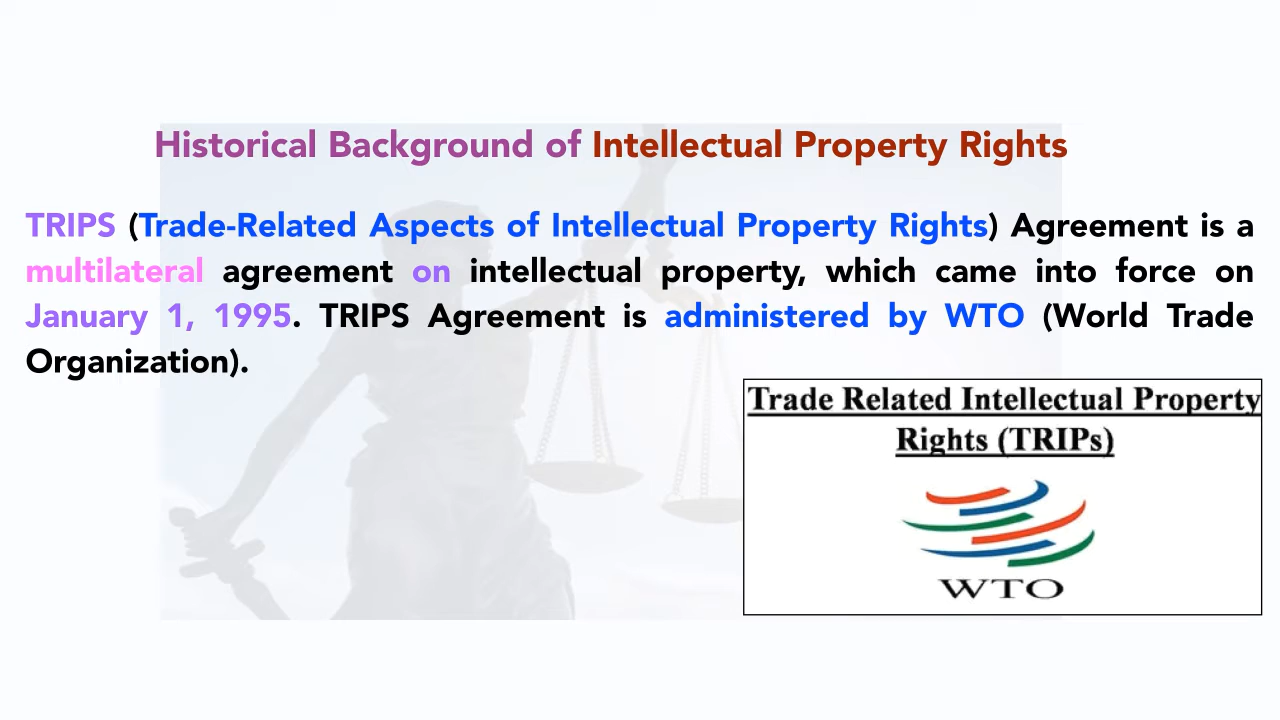 Historical Background of Intellectual Property Rights
TRIPS (Trade-Related Aspects of Intellectual Property Rights) Agreement is a
multilateral agreement on intellectual property, which came into force on
January 1, 1995. TRIPS Agreement is administered by WTO (World Trade
Organization).
Trade Related Intellectual Property
Rights (TRIPs)
WTO